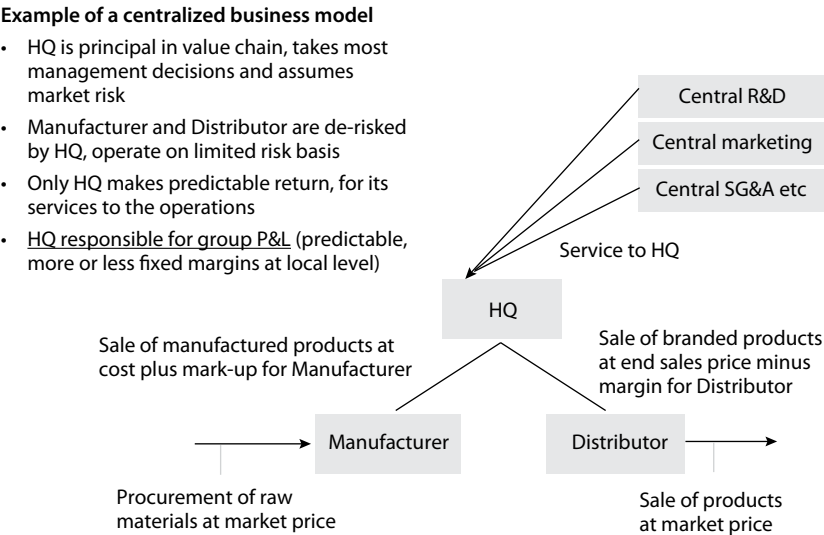 Example of a centralized business model
• HQ is principal in value chain, takes most
management decisions and assumes
market risk
• Manufacturer and Distributor are de-risked
by HQ, operate on limited risk basis
• Only HQ makes predictable return, for its
services to the operations
• HQ responsible for group P&L (predictable,
more or less fixed margins at local level)
Central R&D
Central marketing
Central SG&A etc
Service to HQ
HQ
Sale of manufactured products at
cost plus mark-up for Manufacturer
Sale of branded products
at end sales price minus
margin for Distributor
Manufacturer
Distributor
Procurement of raw
materials at market price
Sale of products
at market price